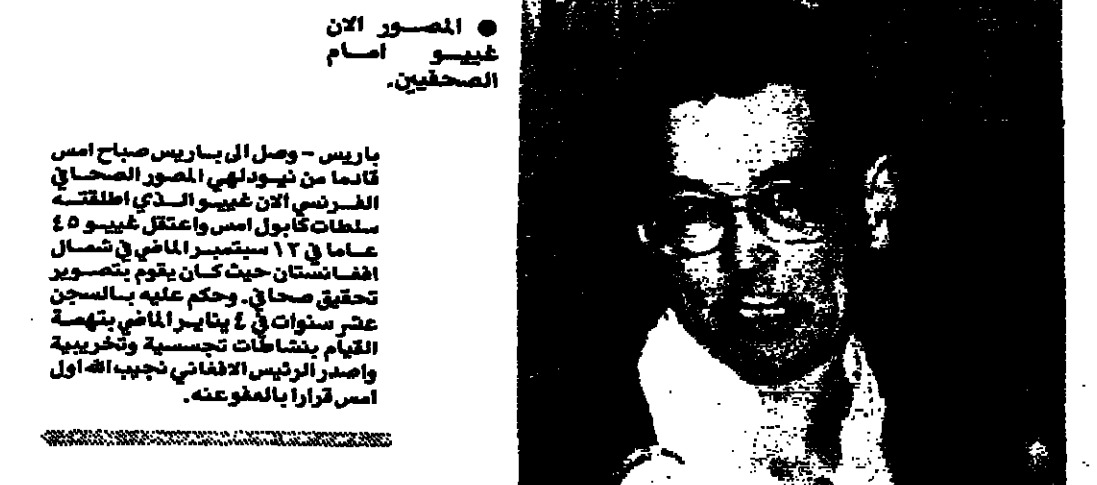 ● المصور الان
غييو امام
الصحفيين.
باريس - وصل الى باريس صباح امس
قادما من نيودلهي المصور الصحافي
الفرنسي الان غييو الذي اطلقته
سلطات كابول امس واعتقل غييو ٤٥
عاما في ١٢ سبتمبر الماضي في شمال
افغانستان حيث كان يقوم بتصوير
تحقيق صحافي. وحكم عليه بالسجن
عشر سنوات في ٤ يناير الماضي بتهمة
القيام بنشاطات تجسسية وتخريبية
واصدر الرئيس الافغاني نجيب الله اول
امس قرارا بالعفو عنه.